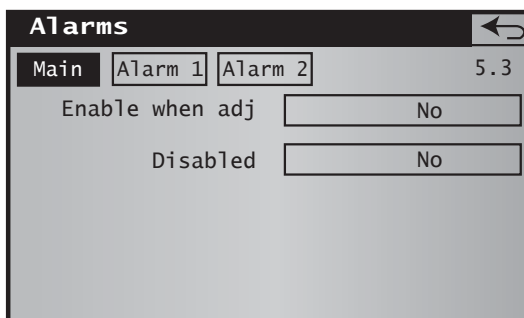 Alarms
Main Alarm 1 Alarm 2 5.3
Enable when adj No
Disabled No